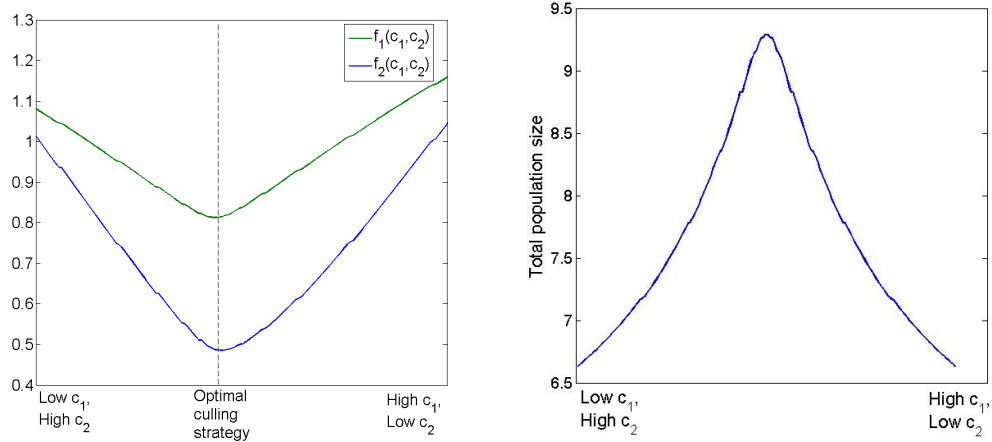 1.3
1.2
1.1
1
0.9
0.8
0.7
0.6
0.5
0.4
f1(c1,c2)
f2(c1,c2)
Low c1,
High c2
Optimal
culling
strategy
High c1,
Low c2
Total population size
9.5
9
8.5
8
7.5
7
6.5
Low c1,
High c2
High c1,
Low c2